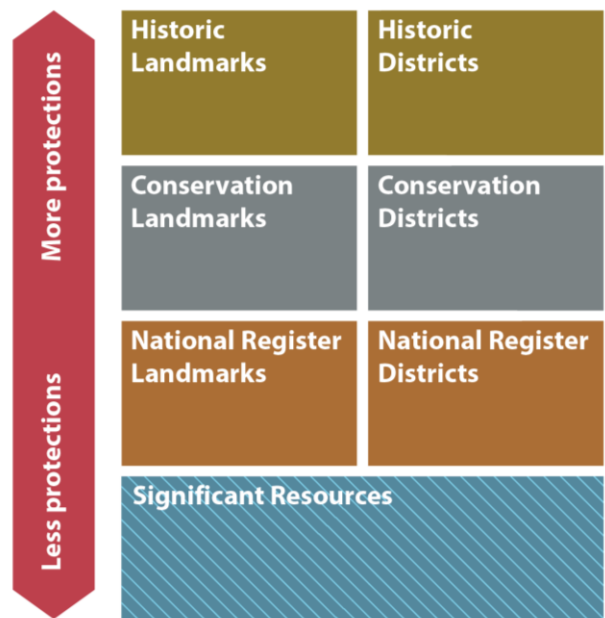 More protections
Less protections
Historic
Landmarks
Historic
Districts
Conservation
Landmarks
Conservation
Districts
National Register
Landmarks
National Register
Districts
Significant Resources